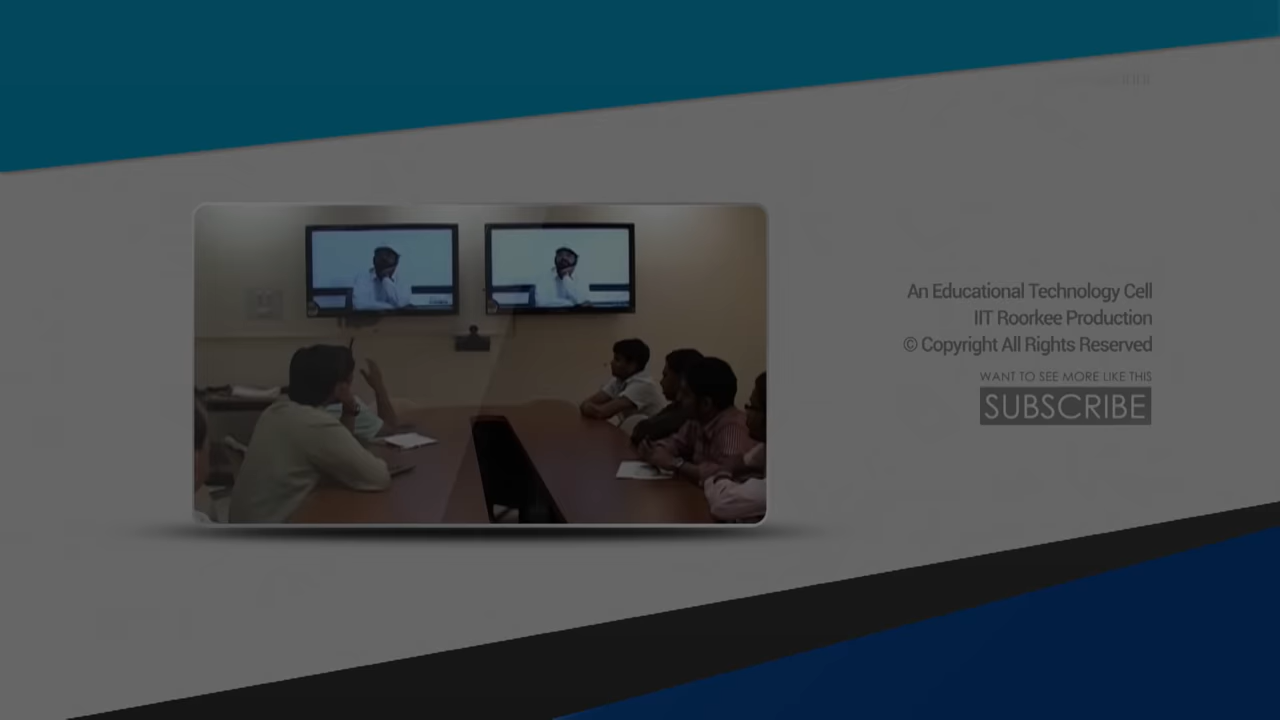 An Educational Technology Cell
IIT Roorkee Production
© Copyright All Rights Reserved
WANT TO SEE MORE LIKE THIS
SUBSCRIBE